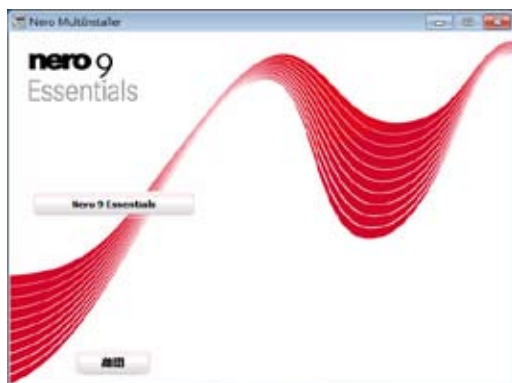 Nero MultiInstaller
nero 9
Essentials
Nero 9 Essentials